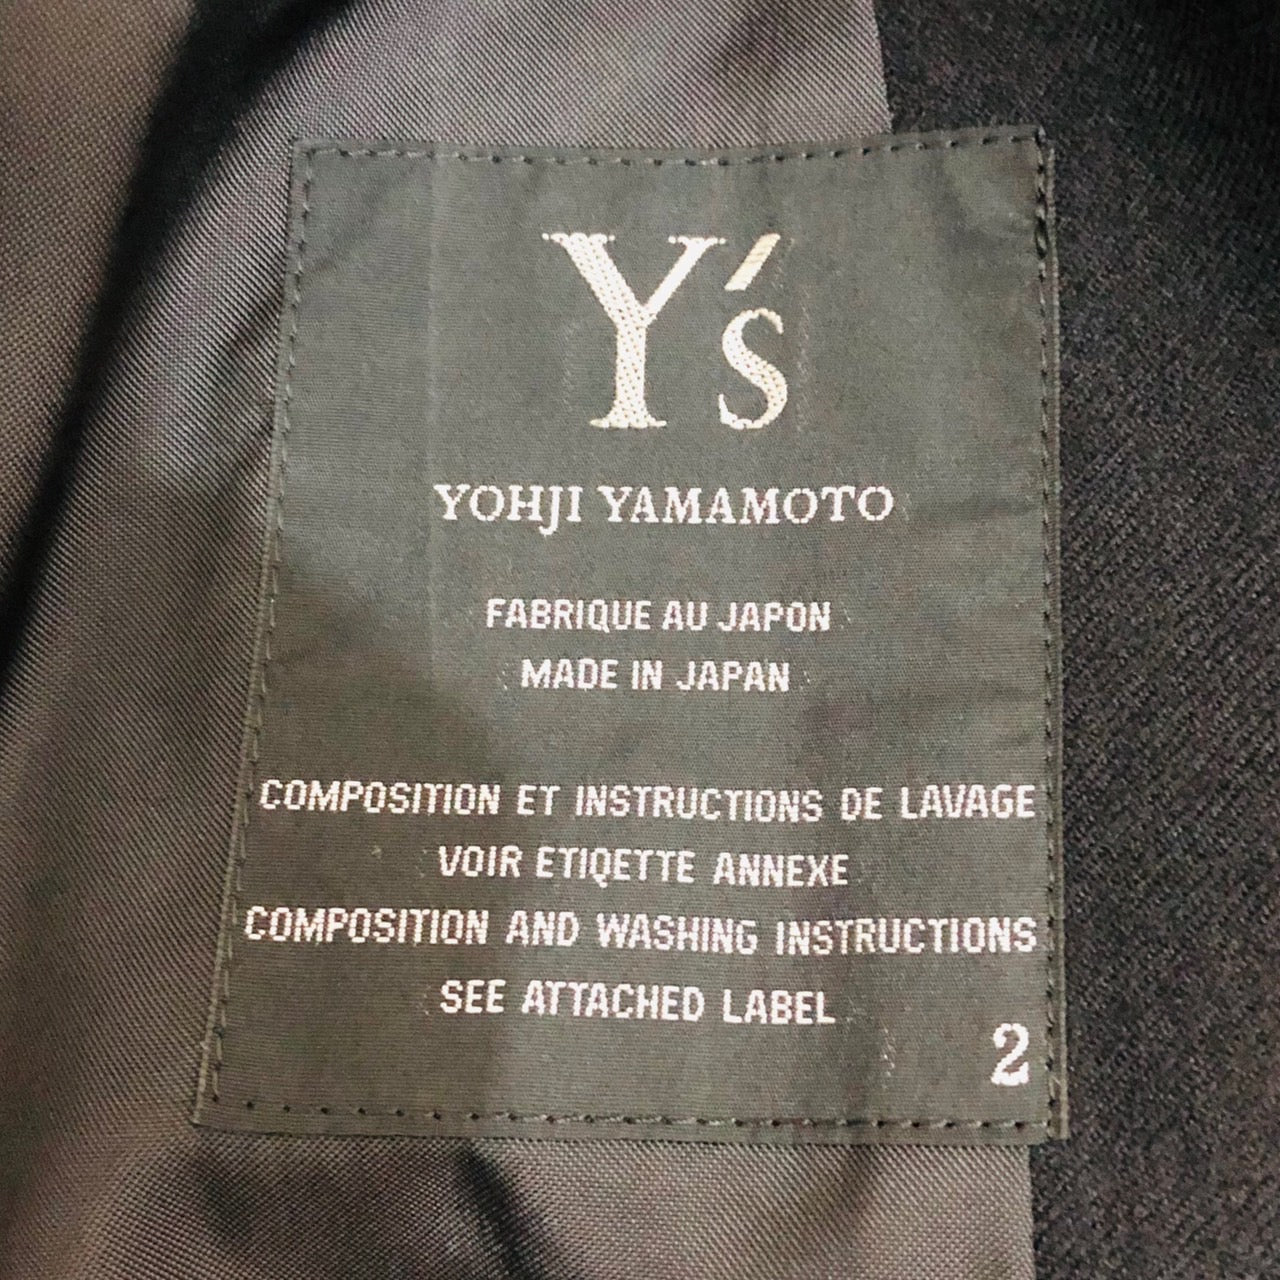 Y's
YOHJI YAMAMOTO
FABRIQUE AU JAPON
MADE IN JAPAN
COMPOSITION ET INSTRUCTIONS DE LAVAGE
VOIR ETIQETTE ANNEXE
COMPOSITION AND WASHING INSTRUCTIONS
SEE ATTACHED LABEL
2